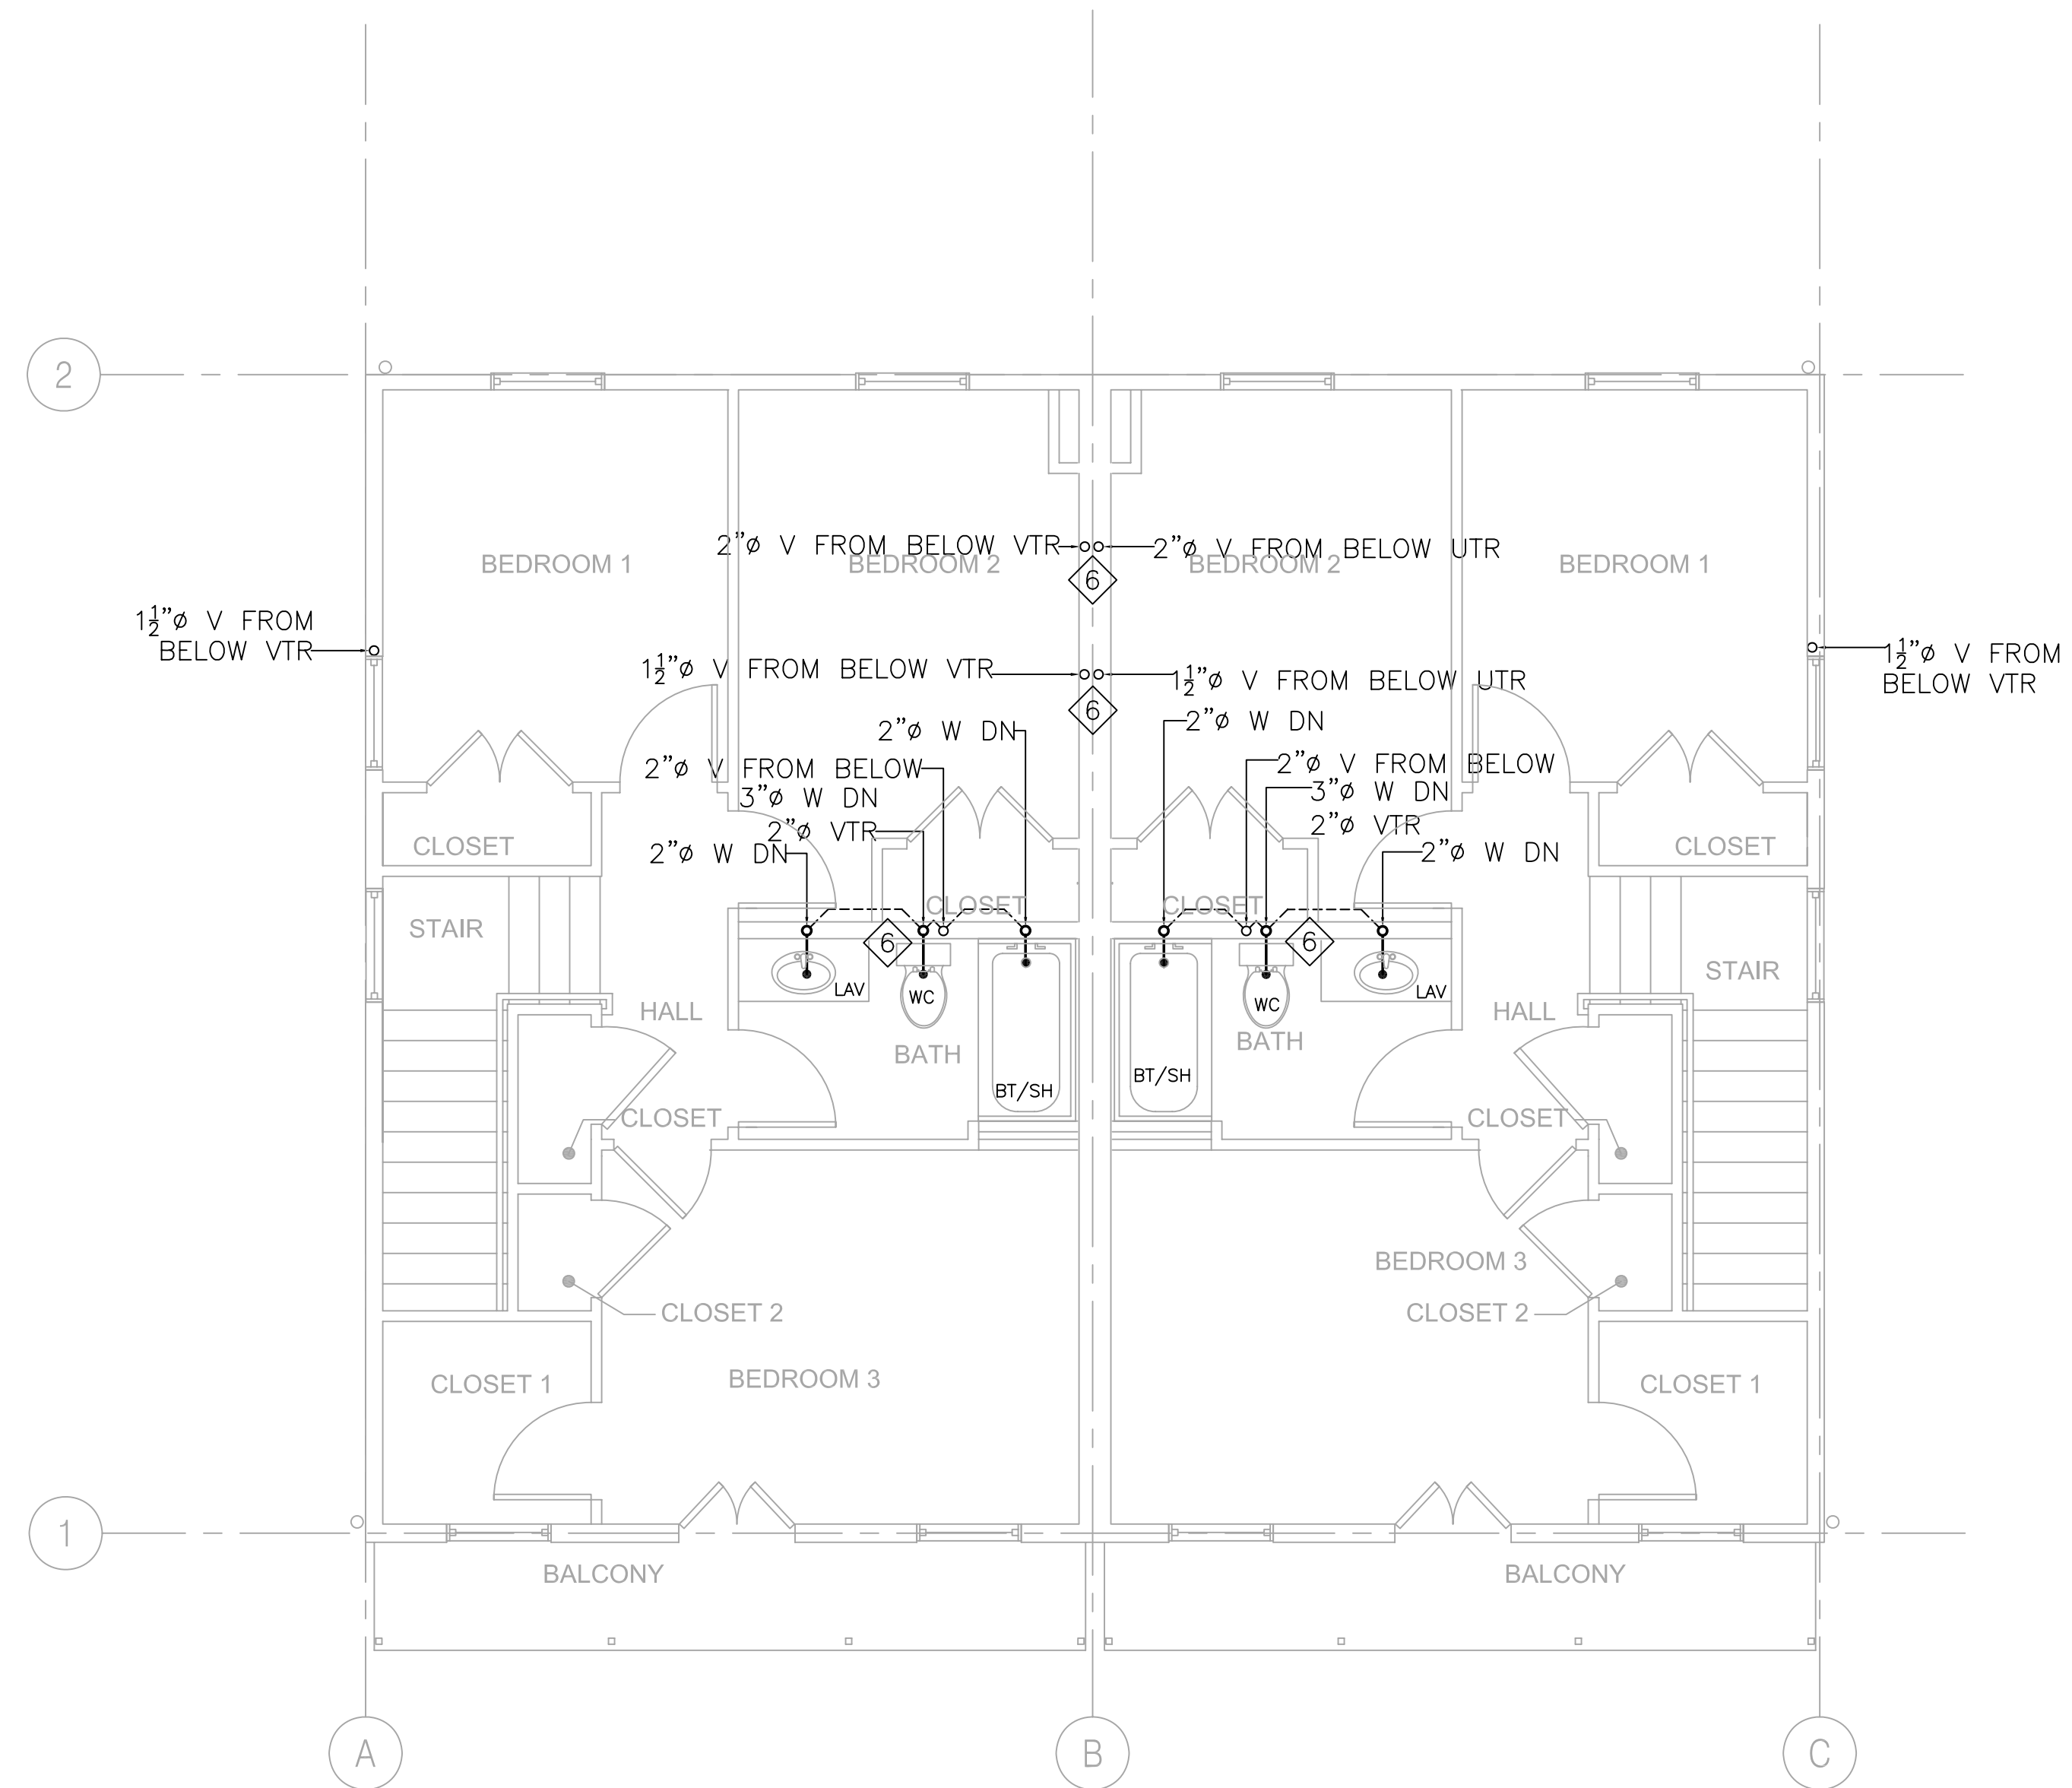 2
2"ø V FROM BELOW VTR
2"ø V FROM BELOW UTR
BEDROOM 1
BEDROOM 2
BEDROOM 2
BEDROOM 1
6
1½"ø V FROM
BELOW VTR
1½"ø V FROM
BELOW VTR
1½"ø V FROM BELOW VTR
1½"ø V FROM BELOW UTR
6
2"ø W DN
2"ø W DN
2"ø V FROM BELOW
2"ø V FROM BELOW
3"ø W DN
2"ø VTR
3"ø W DN
2"ø VTR
2"ø W DN
2"ø W DN
CLOSET
CLOSET
CLOSET
CLOSET
STAIR
6
6
STAIR
LAV
WC
WC
LAV
HALL
HALL
BATH
BATH
BT/SH
BT/SH
CLOSET
CLOSET
BEDROOM 3
CLOSET 2
CLOSET 2
CLOSET 1
BEDROOM 3
CLOSET 1
1
BALCONY
BALCONY
A
B
C